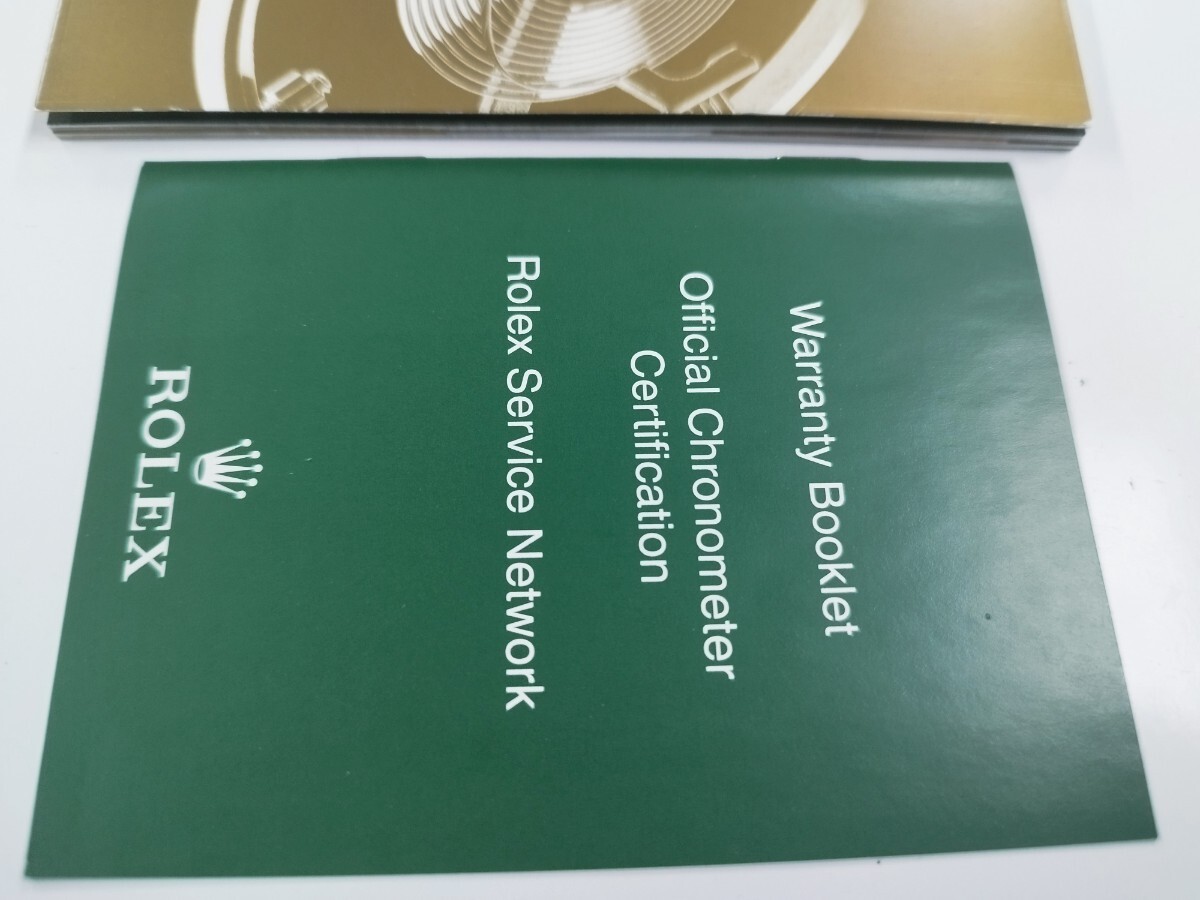 Warranty Booklet
Official Chronometer
Certification
Rolex Service Network
ROLEX